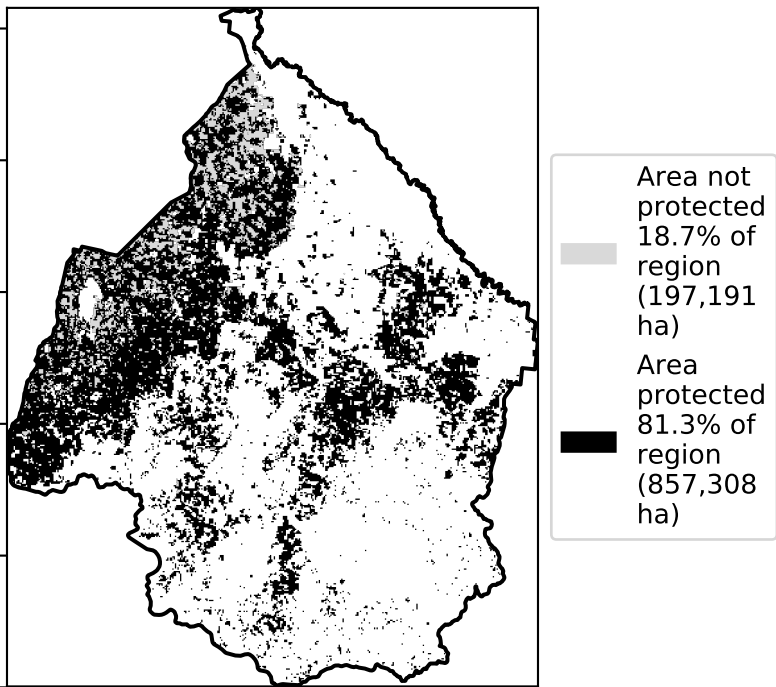 Area not
protected
18.7% of
region
(197,191
ha)
Area
protected
81.3% of
region
(857,308
ha)